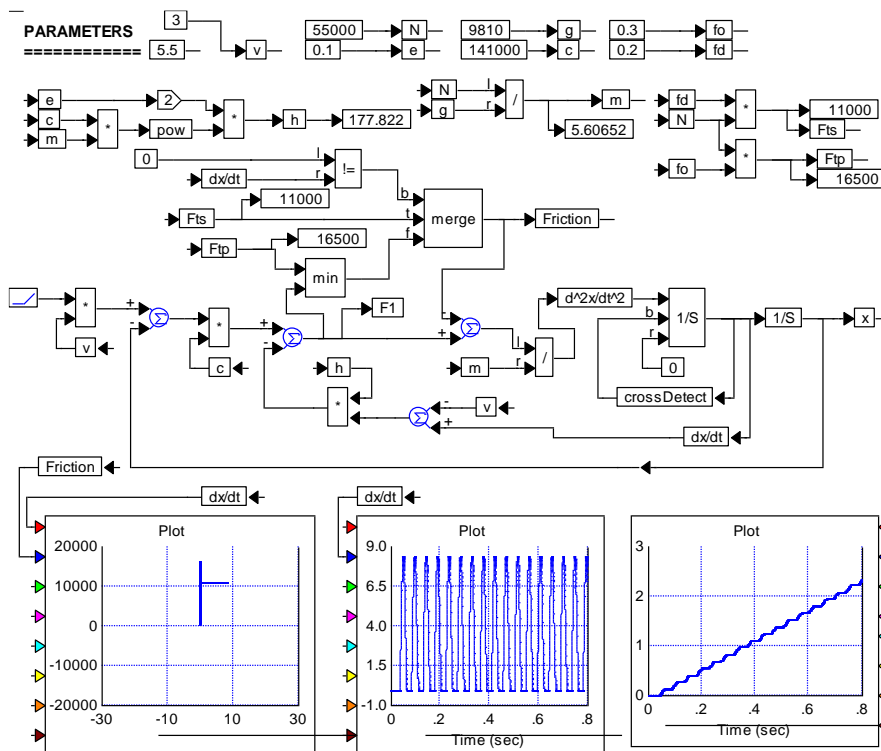 PARAMETERS
============
3
5.5
v
55000
N
0.1
e
9810
g
141000
c
0.3
fo
0.2
fd
e
2
c
*
pow
*
h
177.822
m
N
l
g
r
/
m
5.60652
fd
N
*
11000
Fts
fo
*
Ftp
16500
0
l
dx/dt
r
!=
11000
b
Fts
t
merge
Friction
Ftp
16500
f
min
F1
*
+
-
Σ
*
+
-
Σ
-
+
Σ
l
r
/
d^2x/dt^2
b
r
1/S
1/S
x
v
c
h
m
0
crossDetect
*
Σ
-
v
+
dx/dt
Friction
dx/dt
dx/dt
Plot
20000
10000
0
-10000
-20000
-30
-10
10
30
Plot
9.0
6.5
4.0
1.5
-1.0
0
.2
.4
.6
.8
Time (sec)
Plot
3
2
1
0
0
.2
.4
.6
.8
Time (sec)